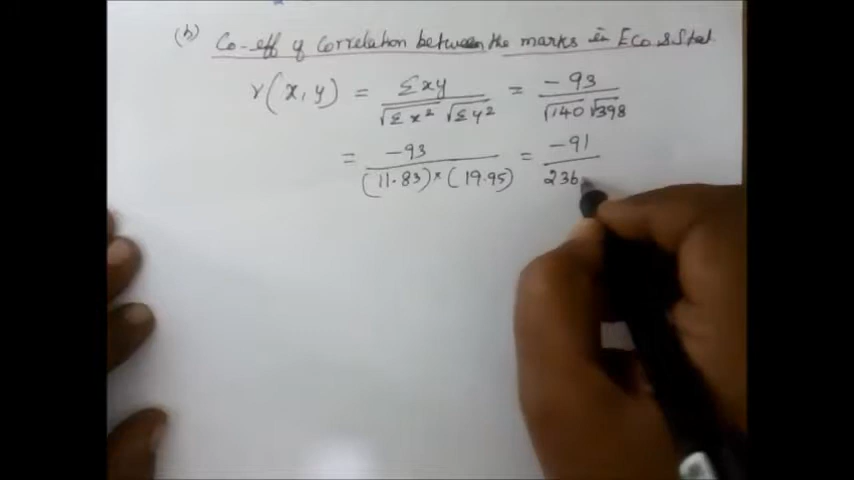 (b) Co-eff of Correlation between the marks in Eco & Stat
r(x, y) = Σxy / √Σx² √Σy² = -93 / √140 √398
= -93 / (11.83) × (19.95) = -91 / 236